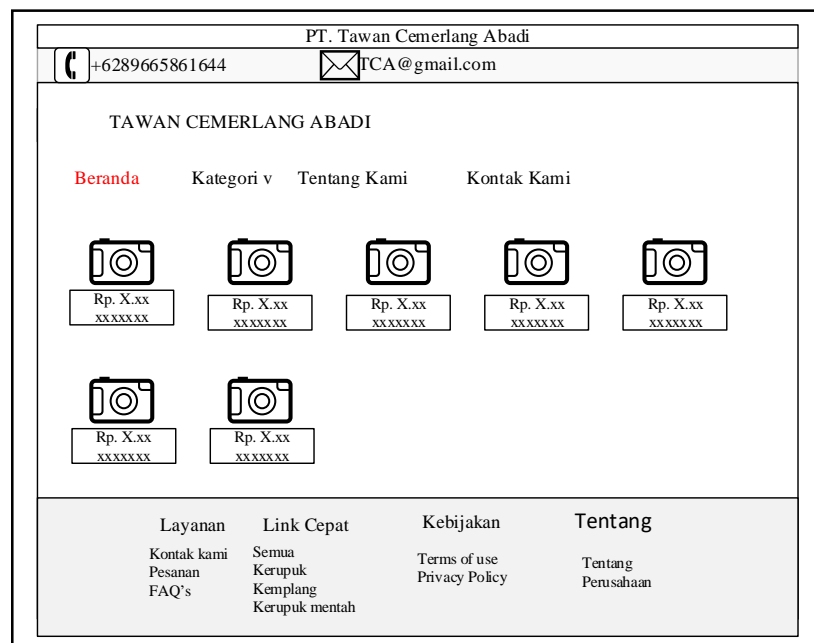 PT. Tawan Cemerlang Abadi
+6289665861644
TCA@gmail.com
TAWAN CEMERLANG ABADI
Beranda
Kategori v
Tentang Kami
Kontak Kami
Rp. X.xx
xxxxxxx
Rp. X.xx
xxxxxxx
Rp. X.xx
xxxxxxx
Rp. X.xx
xxxxxxx
Rp. X.xx
xxxxxxx
Rp. X.xx
xxxxxxx
Rp. X.xx
xxxxxxx
Layanan
Kontak kami
Pesanan
FAQ's
Link Cepat
Semua
Kerupuk
Kemplang
Kerupuk mentah
Kebijakan
Terms of use
Privacy Policy
Tentang
Tentang
Perusahaan